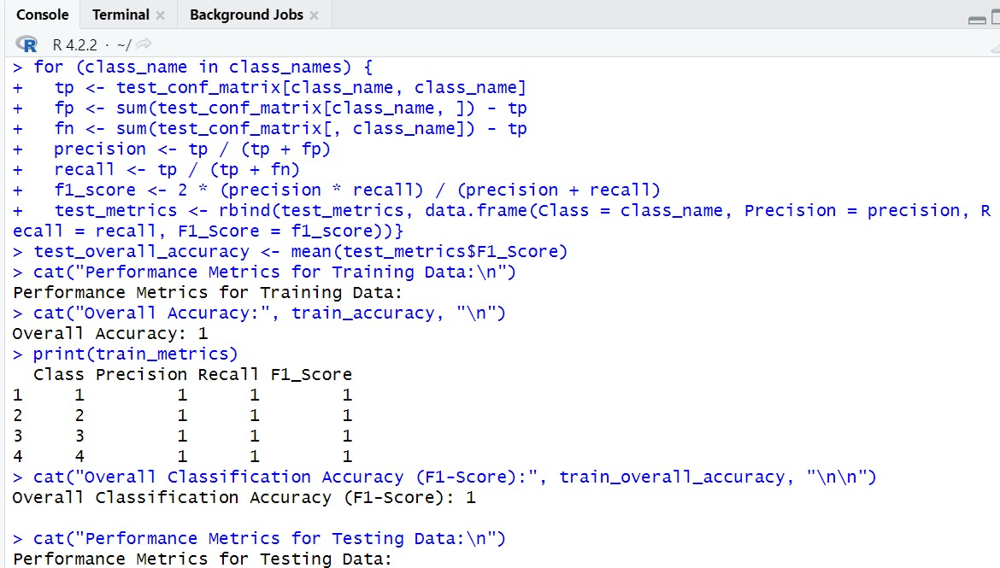 Console Terminal Background Jobs
R R 4.2.2 · ~/
> for (class_name in class_names) {
+   tp <- test_conf_matrix[class_name, class_name]
+   fp <- sum(test_conf_matrix[class_name, ]) - tp
+   fn <- sum(test_conf_matrix[, class_name]) - tp
+   precision <- tp / (tp + fp)
+   recall <- tp / (tp + fn)
+   f1_score <- 2 * (precision * recall) / (precision + recall)
+   test_metrics <- rbind(test_metrics, data.frame(Class = class_name, Precision = precision, R
ecall = recall, F1_Score = f1_score))}
> test_overall_accuracy <- mean(test_metrics$F1_Score)
> cat("Performance Metrics for Training Data:\n")
Performance Metrics for Training Data:
> cat("Overall Accuracy:", train_accuracy, "\n")
Overall Accuracy: 1
> print(train_metrics)
  Class Precision Recall F1_Score
1     1         1      1        1
2     2         1      1        1
3     3         1      1        1
4     4         1      1        1
> cat("Overall Classification Accuracy (F1-Score):", train_overall_accuracy, "\n\n")
Overall Classification Accuracy (F1-Score): 1
> cat("Performance Metrics for Testing Data:\n")
Performance Metrics for Testing Data: